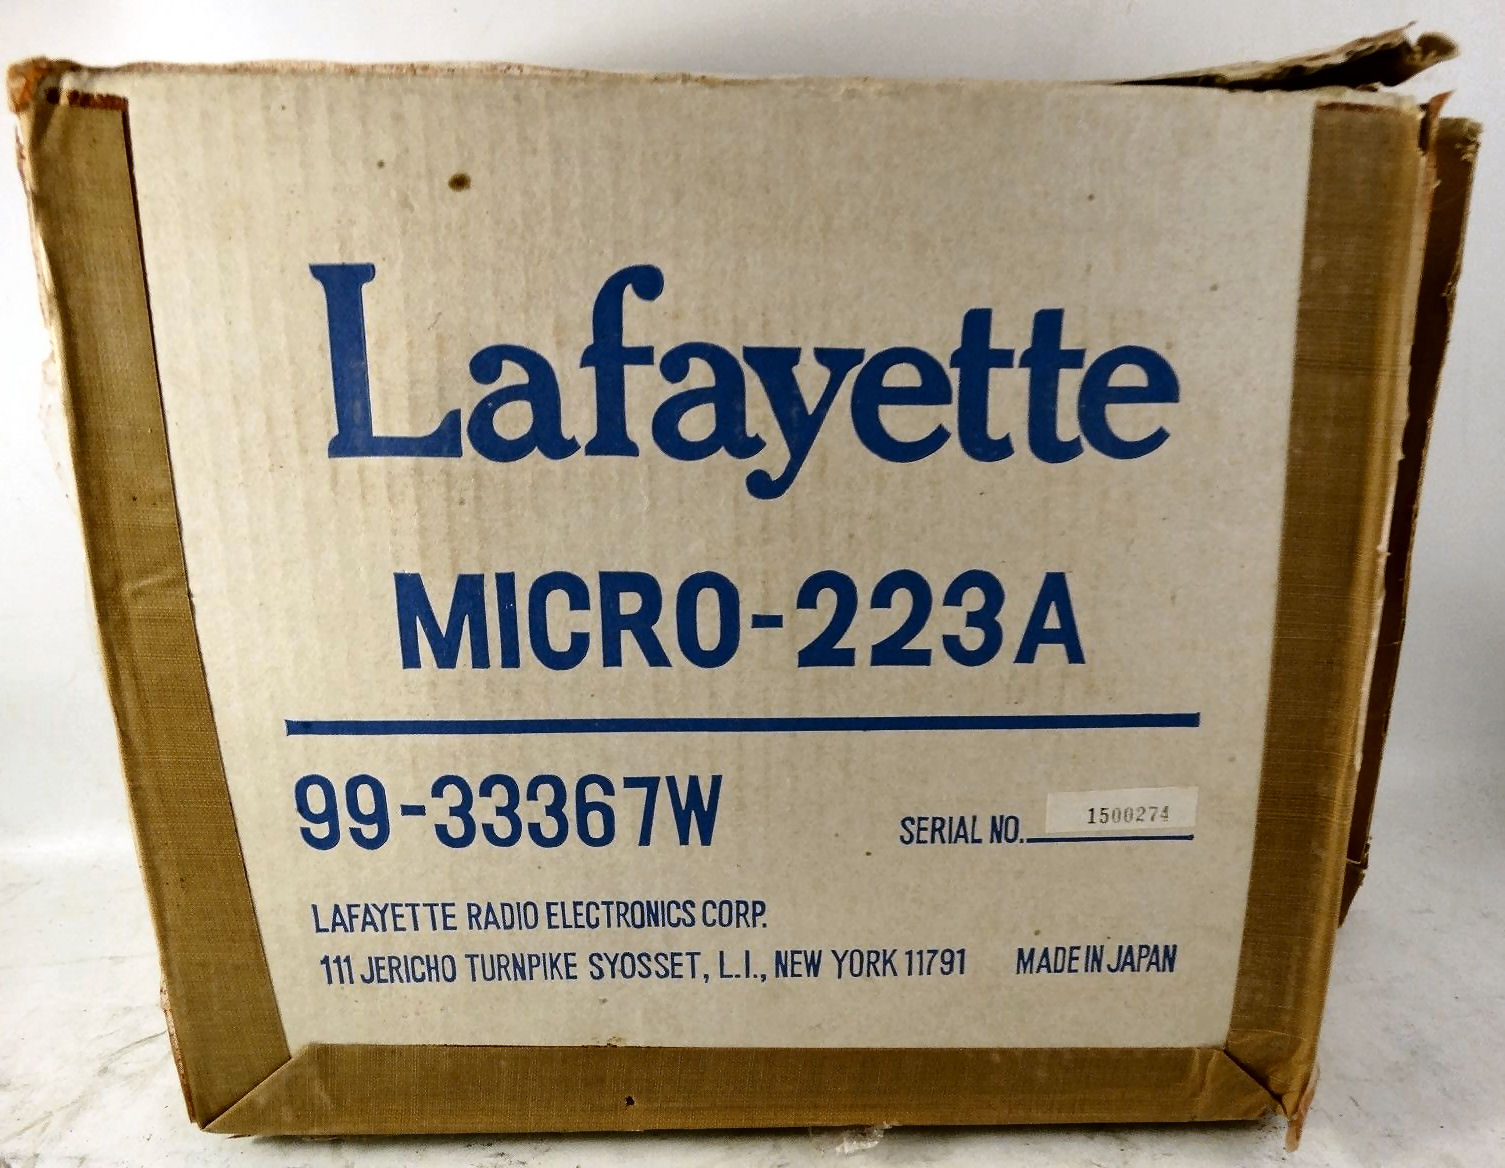 Lafayette
MICRO-223A
99-33367W
SERIAL NO. 1500274
LAFAYETTE RADIO ELECTRONICS CORP.
111 JERICHO TURNPIKE SYOSSET, L.I., NEW YORK 11791 MADE IN JAPAN